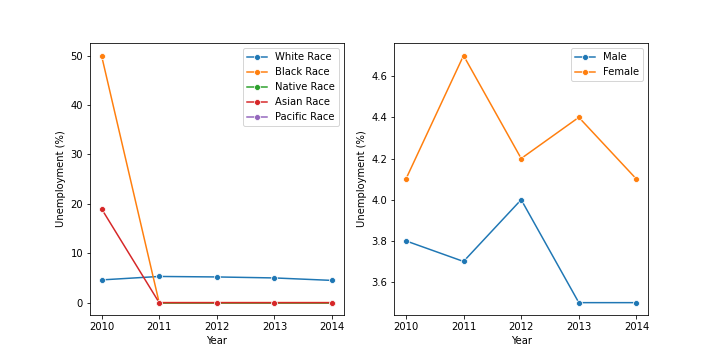 50
40
30
20
10
0
Unemployment (%)
2010 2011 2012 2013 2014
Year
White Race
Black Race
Native Race
Asian Race
Pacific Race
4.6
4.4
4.2
4.0
3.8
3.6
Unemployment (%)
2010 2011 2012 2013 2014
Year
Male
Female